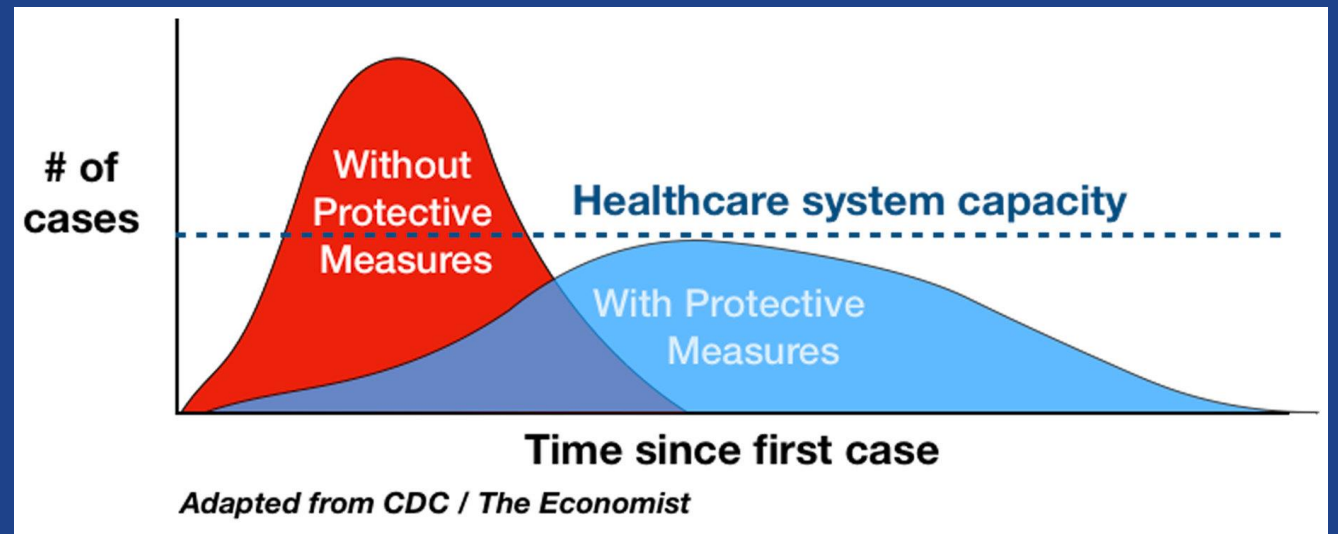 # of
cases
Without
Protective
Measures
Healthcare system capacity
With Protective
Measures
Time since first case
Adapted from CDC / The Economist